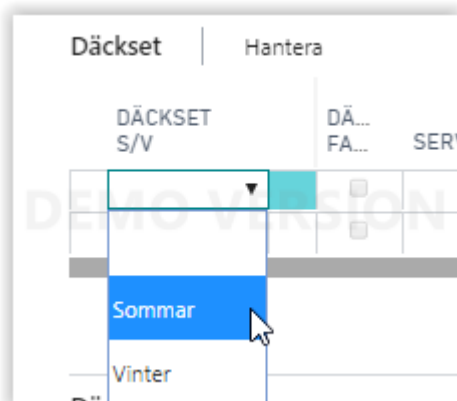 Däckset Hantera
DÄCKSET DÄ...
S/V FA... SERV
DEMO VERSION
Sommar
Vinter